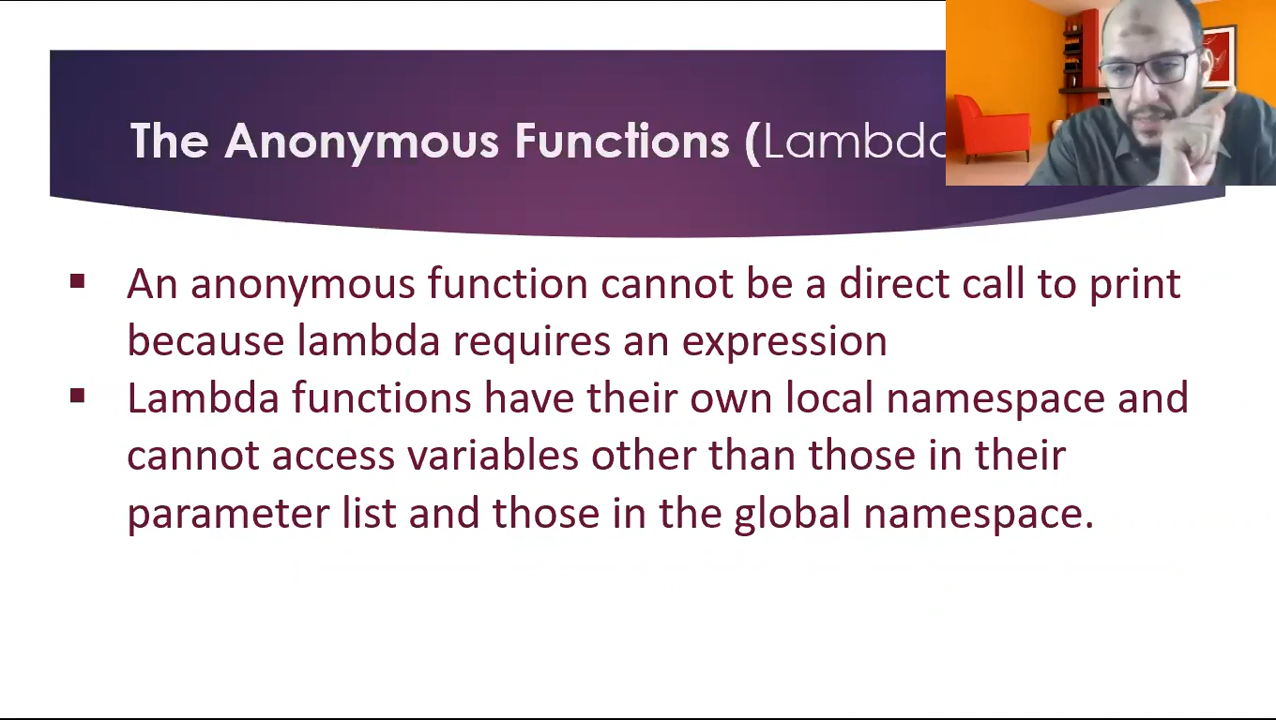 The Anonymous Functions (Lambda
An anonymous function cannot be a direct call to print
because lambda requires an expression
Lambda functions have their own local namespace and
cannot access variables other than those in their
parameter list and those in the global namespace.